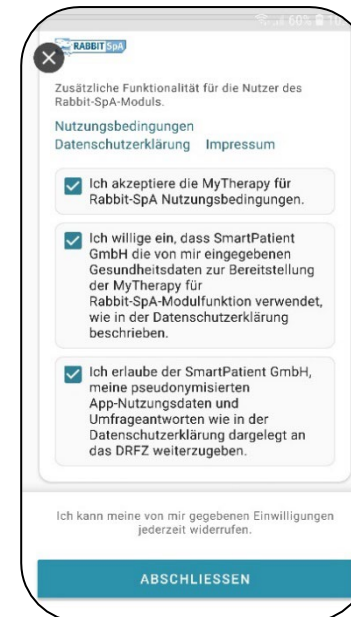 60%
RABBIT SpA
Zusätzliche Funktionalität für die Nutzer des
Rabbit-SpA-Moduls.
Nutzungsbedingungen
Datenschutzerklärung Impressum
Ich akzeptiere die MyTherapy für
Rabbit-SpA Nutzungsbedingungen.
Ich willige ein, dass SmartPatient
GmbH die von mir eingegebenen
Gesundheitsdaten zur Bereitstellung
der MyTherapy für
Rabbit-SpA-Modulfunktion verwendet,
wie in der Datenschutzerklärung
beschrieben.
Ich erlaube der SmartPatient GmbH,
meine pseudonymisierten
App-Nutzungsdaten und
Umfrageantworten wie in der
Datenschutzerklärung dargelegt an
das DRFZ weiterzugeben.
Ich kann meine von mir gegebenen Einwilligungen
jederzeit widerrufen.
ABSCHLIESSEN